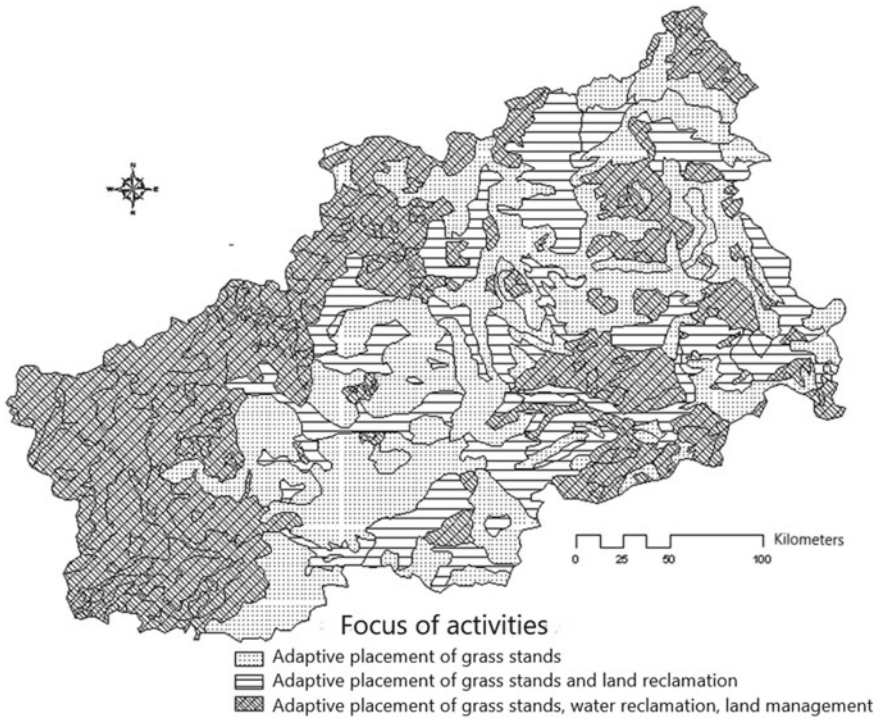 N
W E
Kilometers
0 25 50 100
Focus of activities
Adaptive placement of grass stands
Adaptive placement of grass stands and land reclamation
Adaptive placement of grass stands, water reclamation, land management